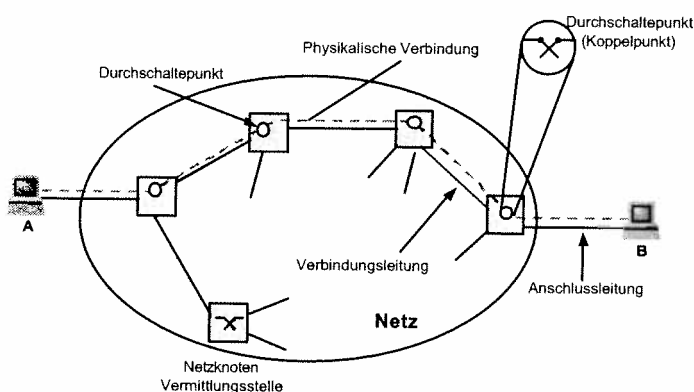 Durchschaltepunkt
(Koppelpunkt)
Physikalische Verbindung
Durchschaltepunkt
A
B
Verbindungsleitung
Anschlussleitung
Netz
Netzknoten
Vermittlungsstelle